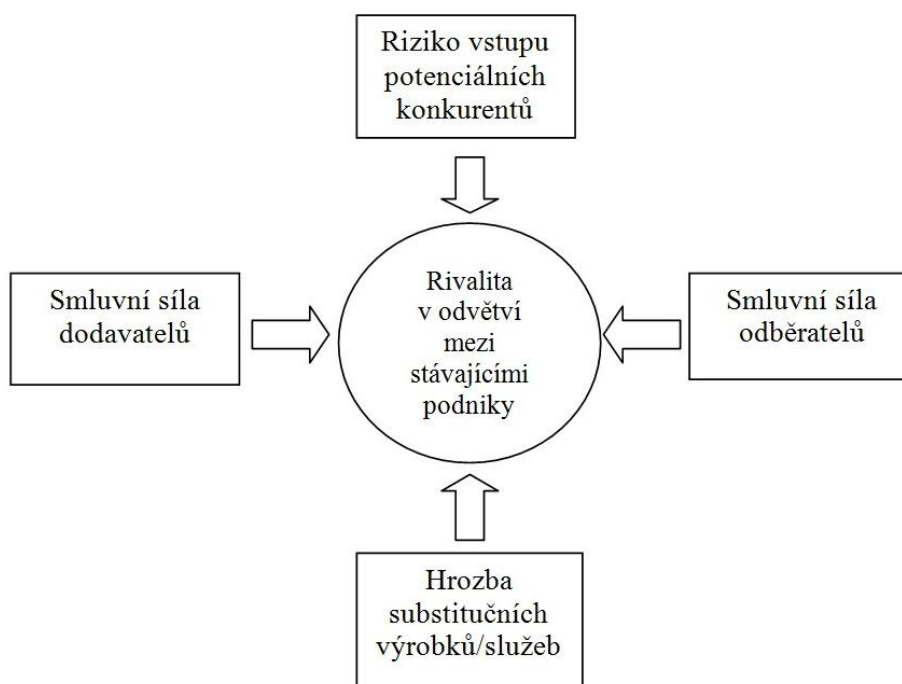 Riziko vstupu
potenciálních
konkurentů
Smluvní síla
dodavatelů
Rivalita
v odvětví
mezi
stávajícími
podniky
Smluvní síla
odběratelů
Hrozba
substitučních
výrobků/služeb